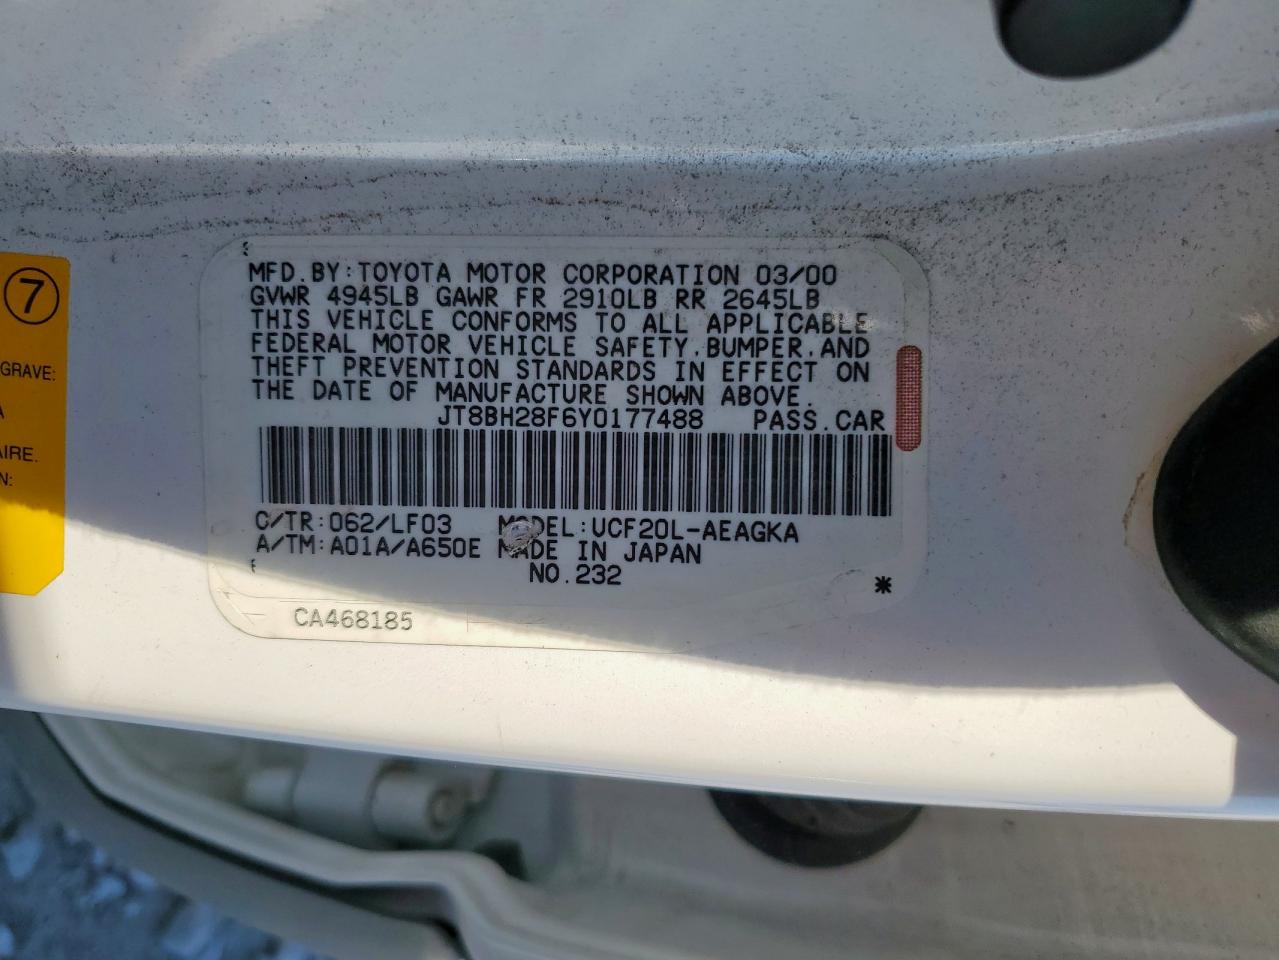 MFD.BY:TOYOTA MOTOR CORPORATION 03/00
GVWR 4945LB GAWR FR 2910LB RR 2645LB
THIS VEHICLE CONFORMS TO ALL APPLICABLE
FEDERAL MOTOR VEHICLE SAFETY.BUMPER.AND
THEFT PREVENTION STANDARDS IN EFFECT ON
THE DATE OF MANUFACTURE SHOWN ABOVE.
JT8BH28F6Y0177488 PASS.CAR
C/TR:062/LF03 MODEL:UCF20L-AEAGKA
A/TM:A01A/A650E MADE IN JAPAN
NO.232
*
CA468185
7
GRAVE:
A
AIRE.
N: